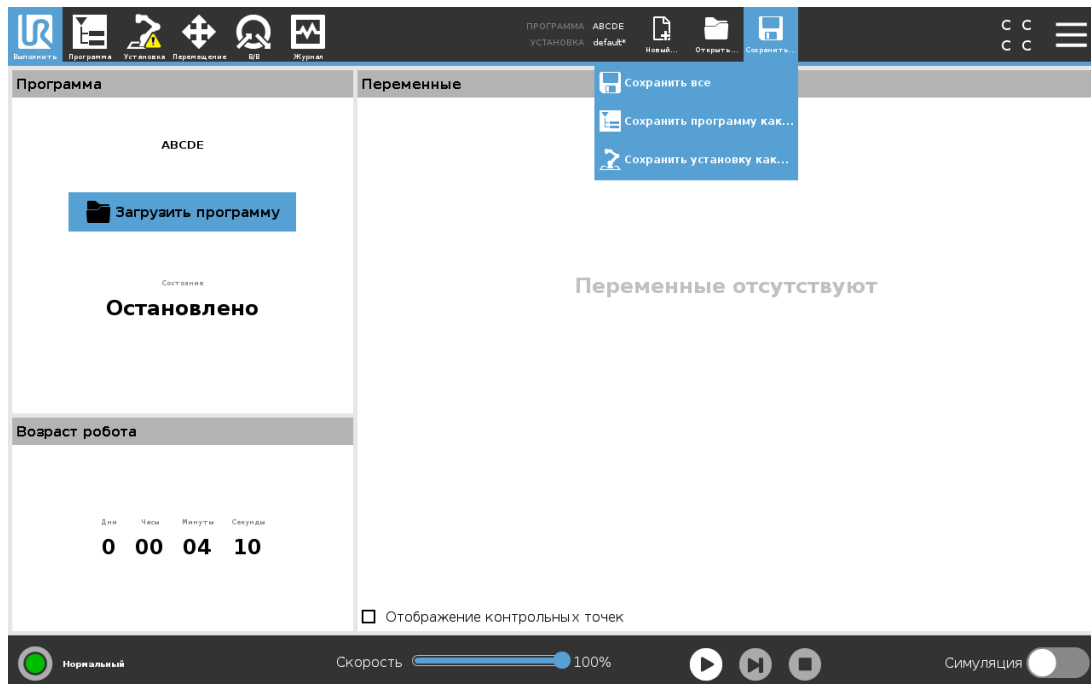 UR
ПРОГРАММА ABCDE
УСТАНОВКА default*
C C
C C
Выполнить Программа Установка Перемещение В/В Журнал
Новый... Открыть... Сохранить...
Сохранить все
Сохранить программу как...
Сохранить установку как...
Программа
ABCDE
Загрузить программу
Состояние
Остановлено
Переменные
Переменные отсутствуют
Возраст робота
Дни Часы Минуты Секунды
0 00 04 10
Отображение контрольных точек
Нормальный
Скорость 100%
Симуляция